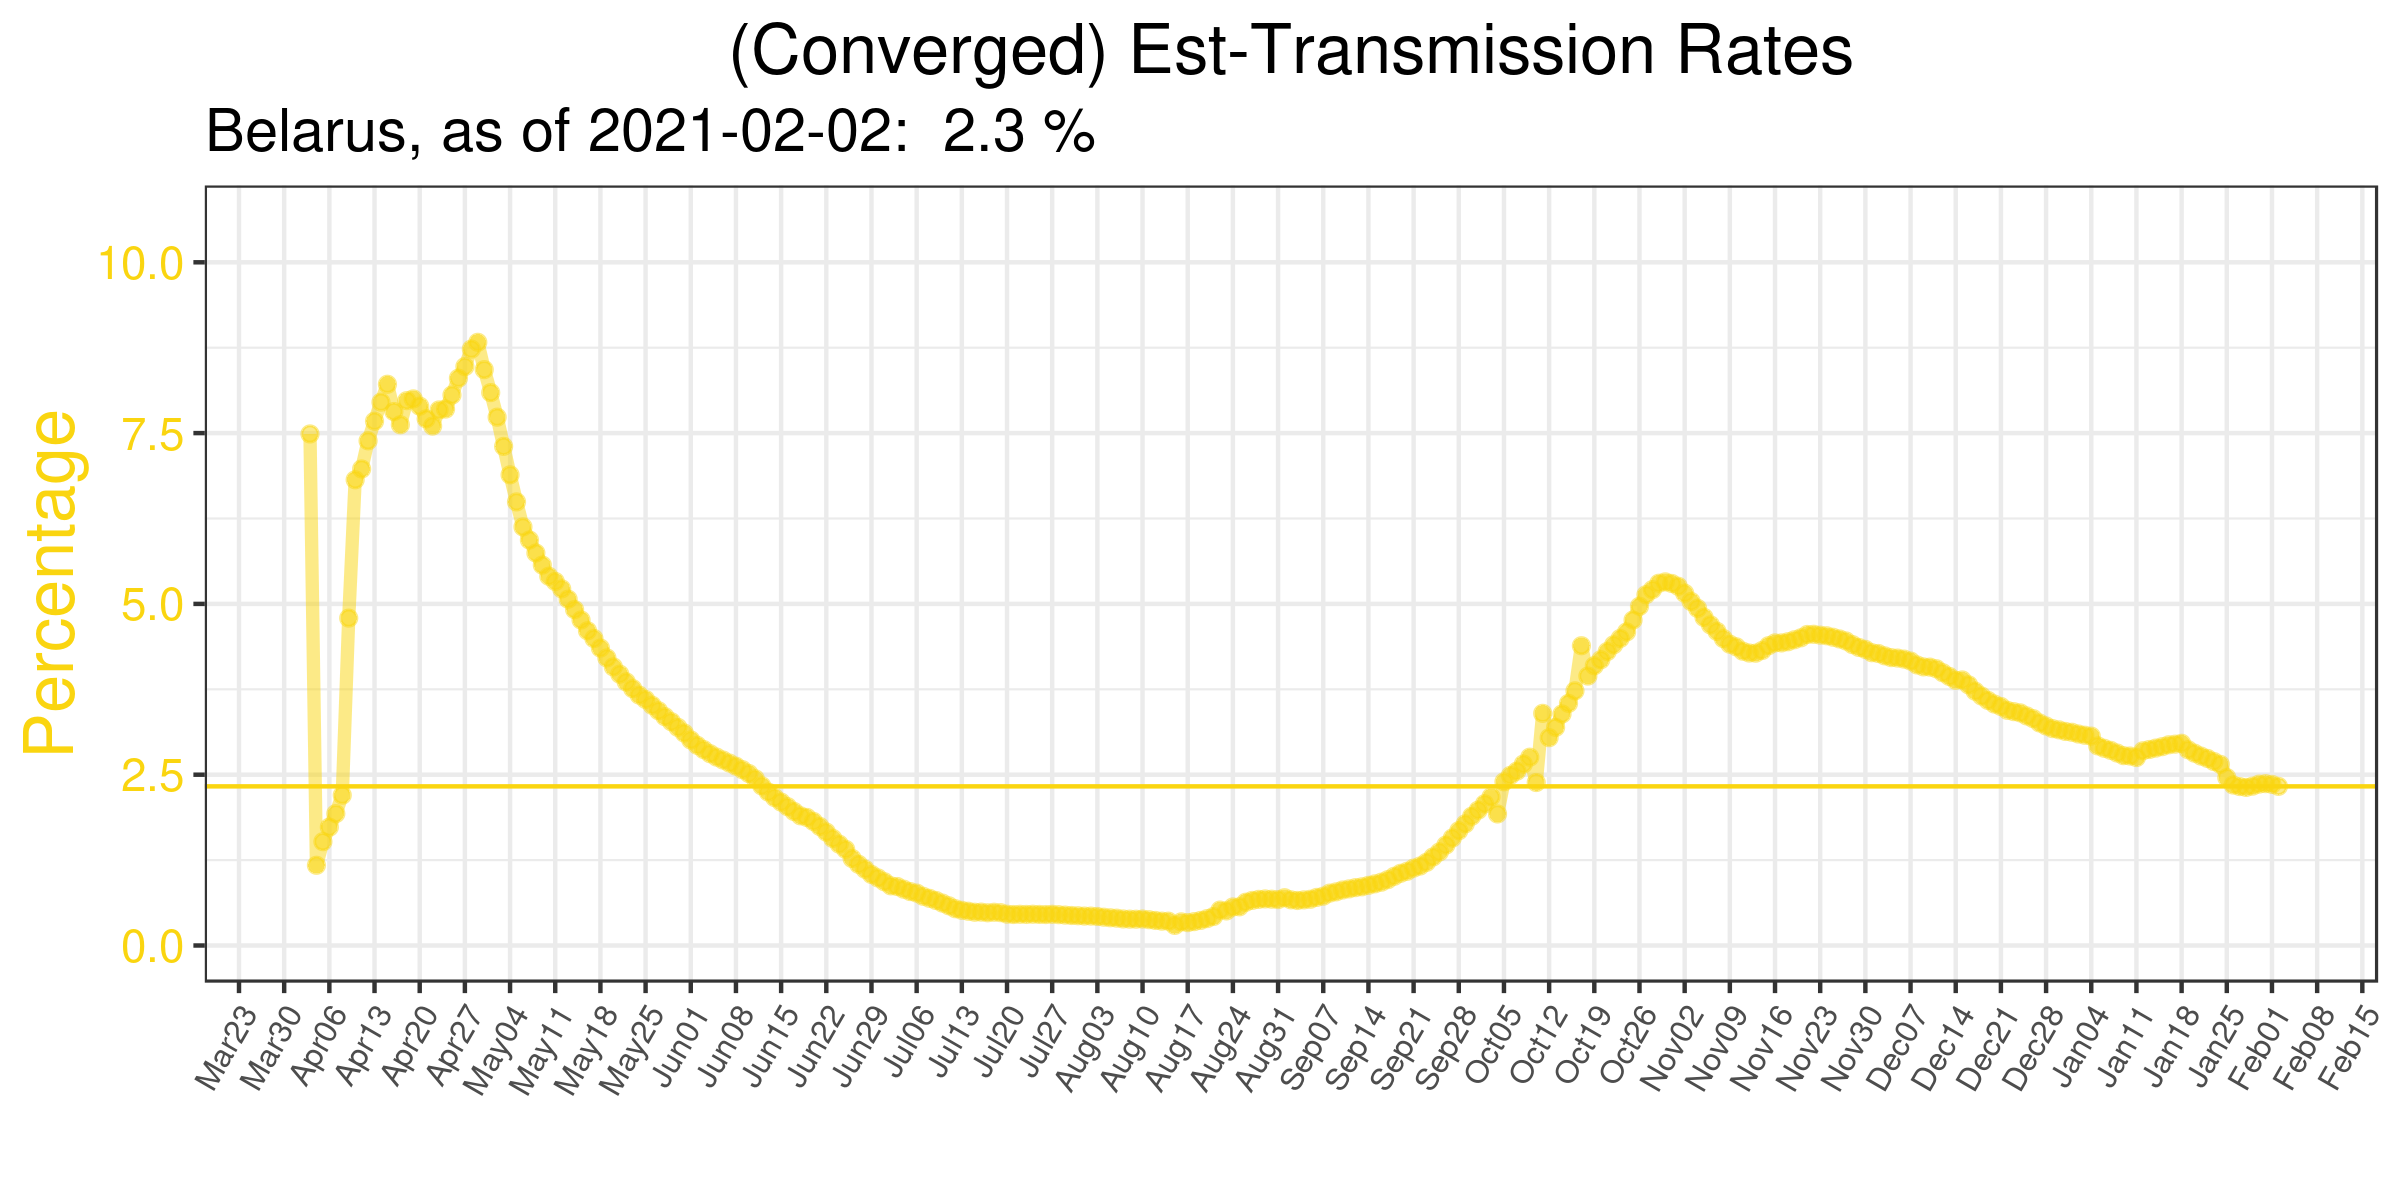 (Converged) Est-Transmission Rates
Belarus, as of 2021-02-02:  2.3 %
Percentage
10.0
7.5
5.0
2.5
0.0
Mar23
Mar30
Apr06
Apr13
Apr20
Apr27
May04
May11
May18
May25
Jun01
Jun08
Jun15
Jun22
Jun29
Jul06
Jul13
Jul20
Jul27
Aug03
Aug10
Aug17
Aug24
Aug31
Sep07
Sep14
Sep21
Sep28
Oct05
Oct12
Oct19
Oct26
Nov02
Nov09
Nov16
Nov23
Nov30
Dec07
Dec14
Dec21
Dec28
Jan04
Jan11
Jan18
Jan25
Feb01
Feb08
Feb15